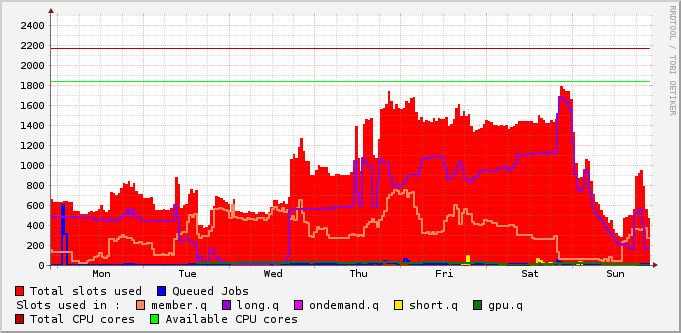 RRDTOOL / TOBI OETIKER
2400
2200
2000
1800
1600
1400
1200
1000
800
600
400
200
0
Mon Tue Wed Thu Fri Sat Sun
Total slots used Queued Jobs
Slots used in : member.q long.q ondemand.q short.q gpu.q
Total CPU cores Available CPU cores